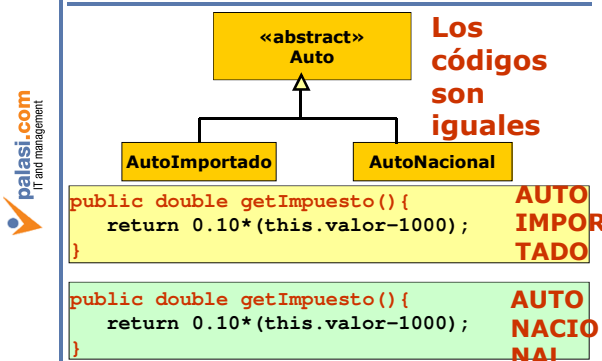 «abstract»
Auto
Los
códigos
son
iguales
AutoImportado
AutoNacional
public double getImpuesto(){
return 0.10*(this.valor-1000);
}
AUTO
IMPOR
TADO
public double getImpuesto(){
return 0.10*(this.valor-1000);
}
AUTO
NACIO
NAL
palasi.com
IT and management